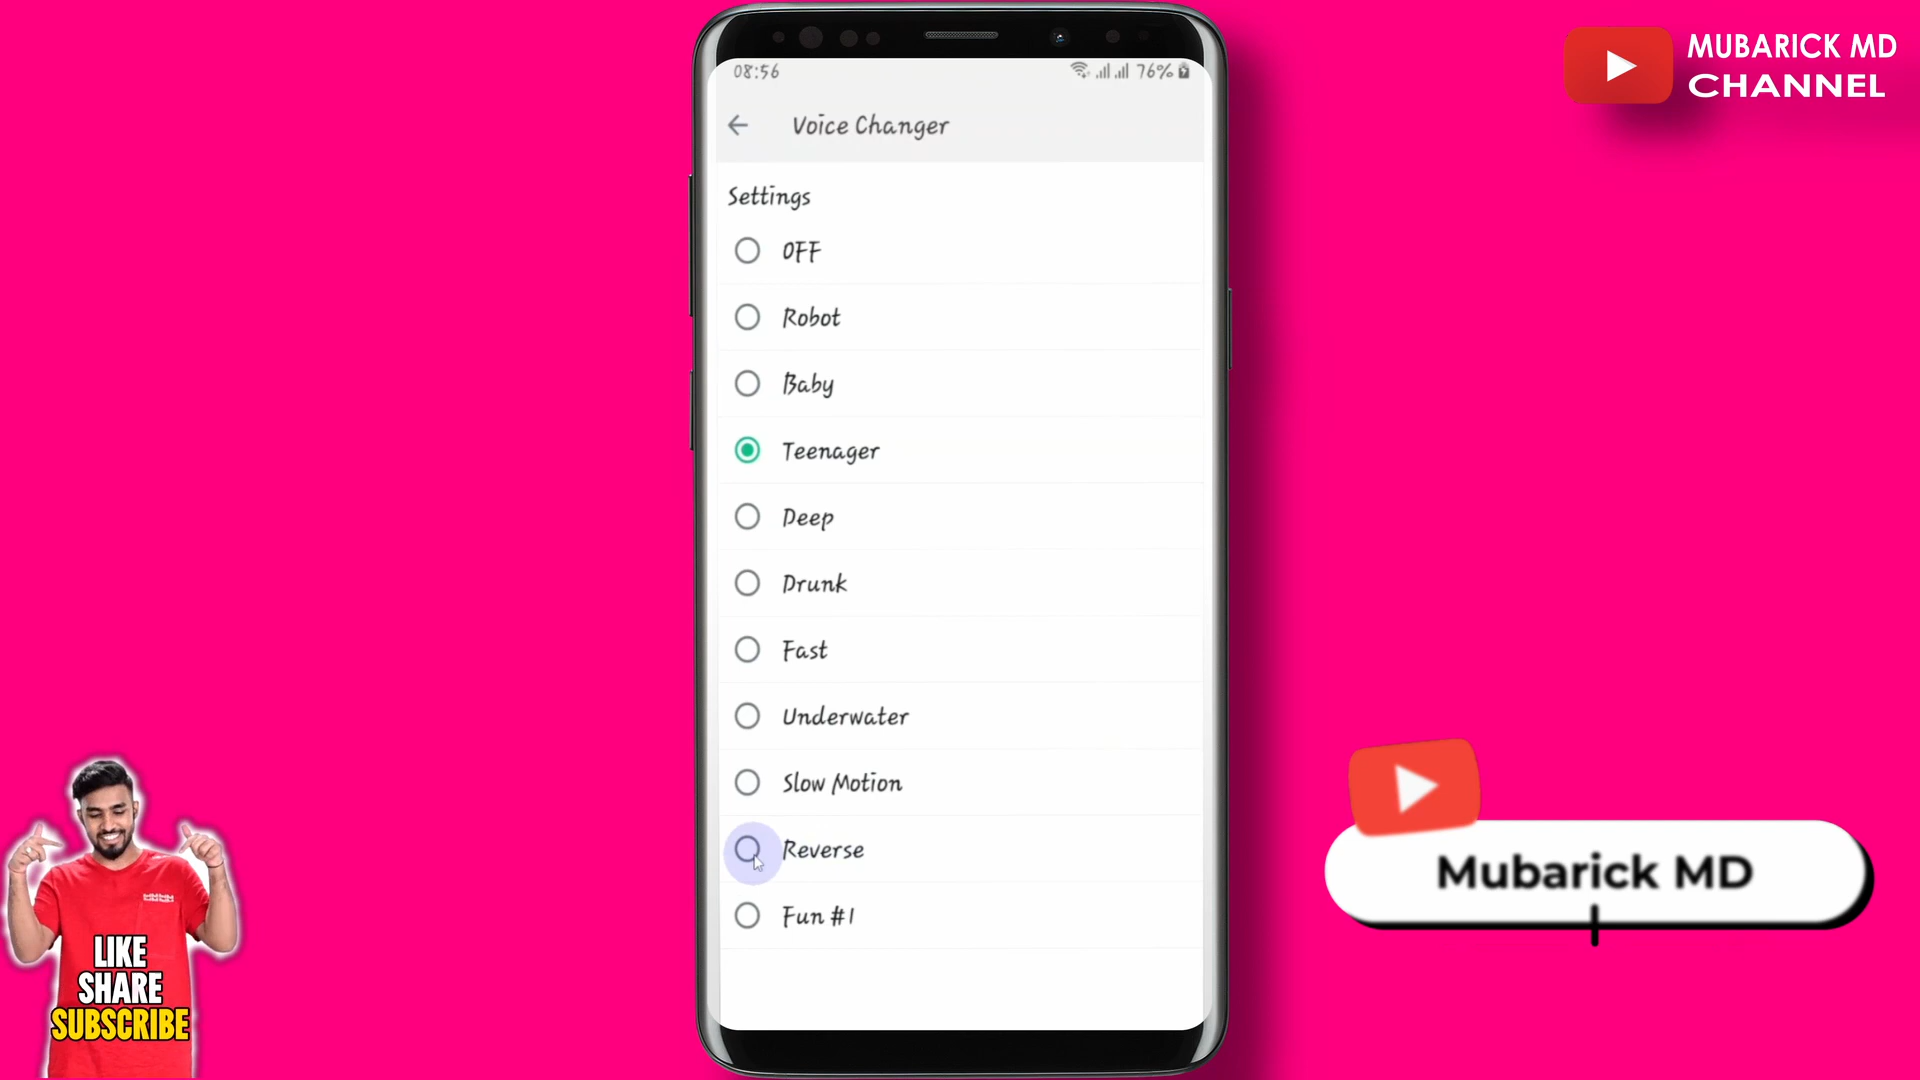 MUBARICK MD
CHANNEL
08:56
76%
Voice Changer
Settings
OFF
Robot
Baby
Teenager
Deep
Drunk
Fast
Underwater
Slow Motion
Reverse
Fun #1
LIKE
SHARE
SUBSCRIBE
Mubarick MD